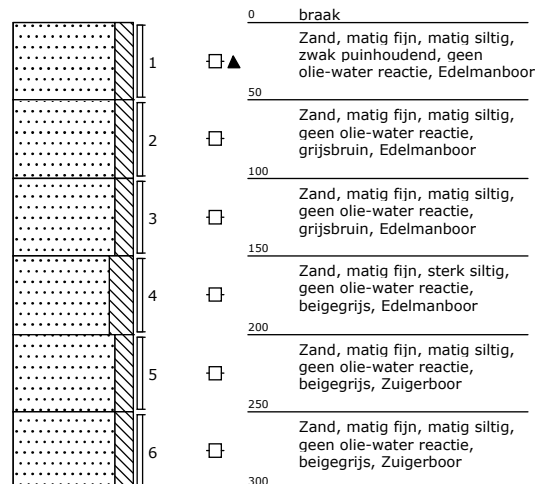 0 braak
Zand, matig fijn, matig siltig,
zwak puinhoudend, geen
1 olie-water reactie, Edelmanboor
50
Zand, matig fijn, matig siltig,
geen olie-water reactie,
2 grijsbruin, Edelmanboor
100
Zand, matig fijn, matig siltig,
geen olie-water reactie,
3 grijsbruin, Edelmanboor
150
Zand, matig fijn, sterk siltig,
geen olie-water reactie,
4 beigegrijs, Edelmanboor
200
Zand, matig fijn, matig siltig,
geen olie-water reactie,
5 beigegrijs, Zuigerboor
250
Zand, matig fijn, matig siltig,
geen olie-water reactie,
6 beigegrijs, Zuigerboor
300